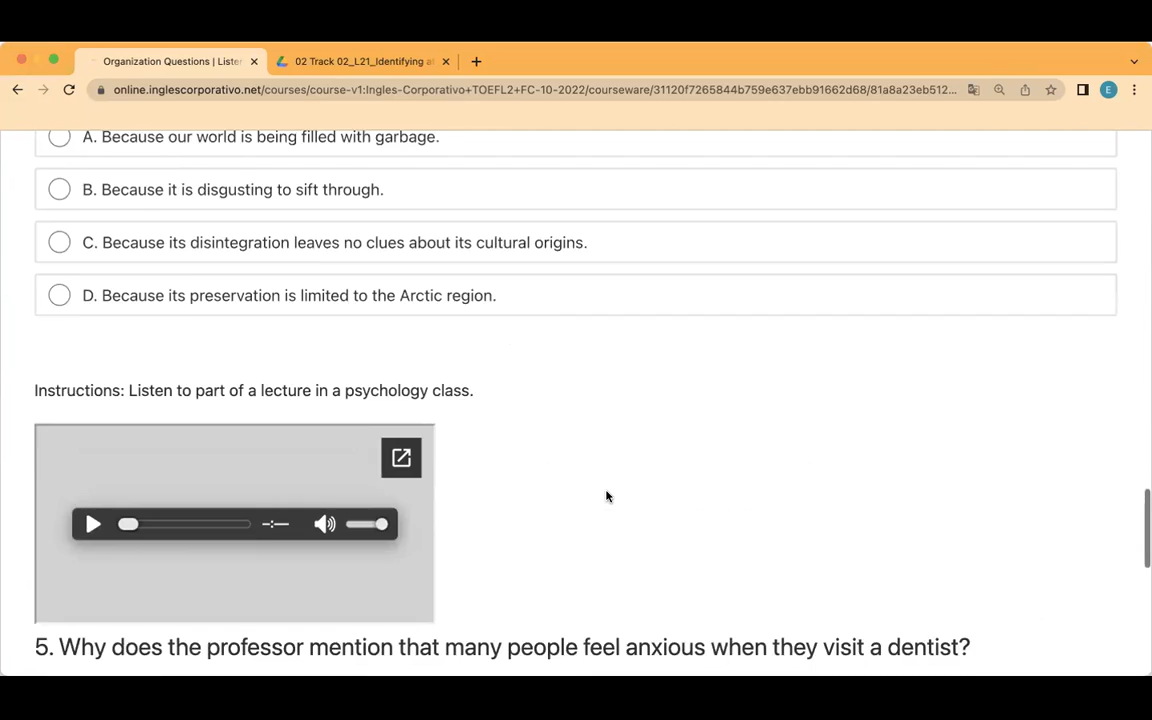 Organization Questions | Liste
02 Track 02_L21_Identifying a
online.inglescorporativo.net/courses/course-v1:Ingles-Corporativo+TOEFL2+FC-10-2022/courseware/31120f7265844b759e637ebb91662d68/81a8a23eb512...
E
A. Because our world is being filled with garbage.
B. Because it is disgusting to sift through.
C. Because its disintegration leaves no clues about its cultural origins.
D. Because its preservation is limited to the Arctic region.
Instructions: Listen to part of a lecture in a psychology class.
--:--
5. Why does the professor mention that many people feel anxious when they visit a dentist?